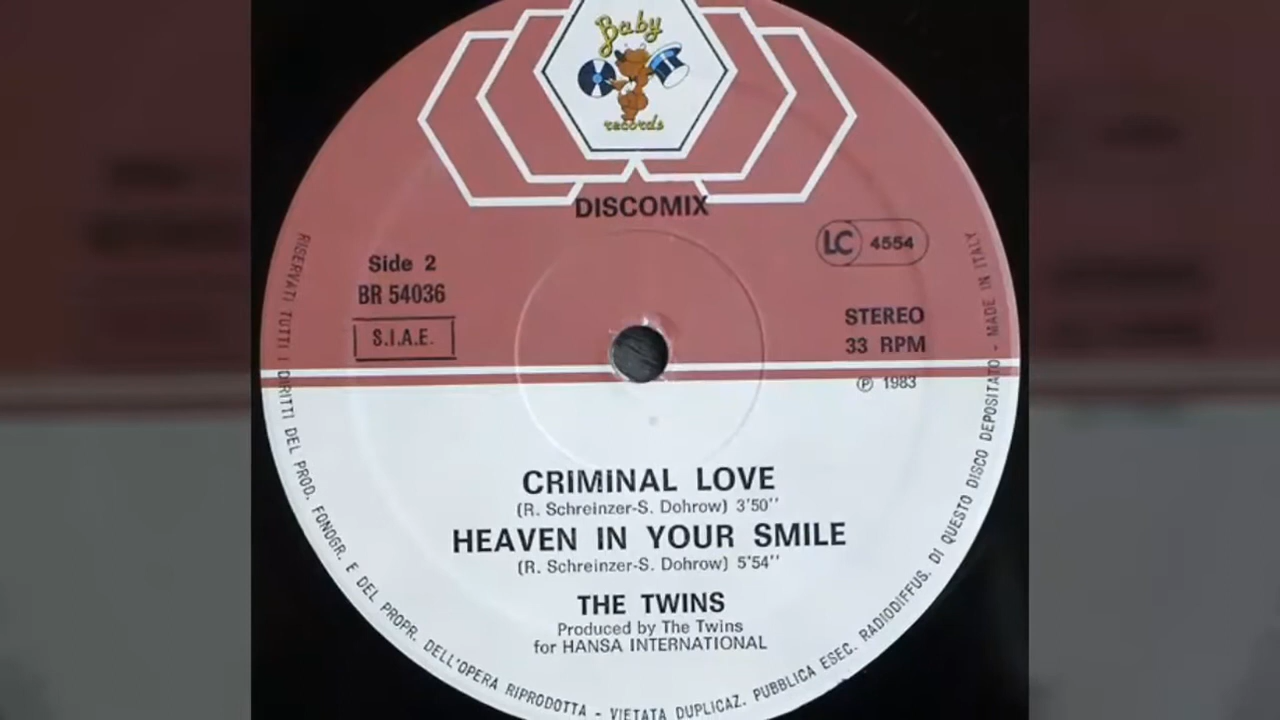 Baby
records
DISCOMIX
Side 2
BR 54036
S.I.A.E.
LC 4554
STEREO
33 RPM
℗ 1983
CRIMINAL LOVE
(R. Schreinzer-S. Dohrow) 3'50''
HEAVEN IN YOUR SMILE
(R. Schreinzer-S. Dohrow) 5'54''
THE TWINS
Produced by The Twins
for HANSA INTERNATIONAL
RISERVATI TUTTI I DIRITTI DEL PROD. FONOGR. E DEL PROPR. DELL'OPERA RIPRODOTTA - VIETATA DUPLICAZ. PUBBLICA ESEC. RADIODIFFUS. DI QUESTO DISCO DEPOSITATO - MADE IN ITALY